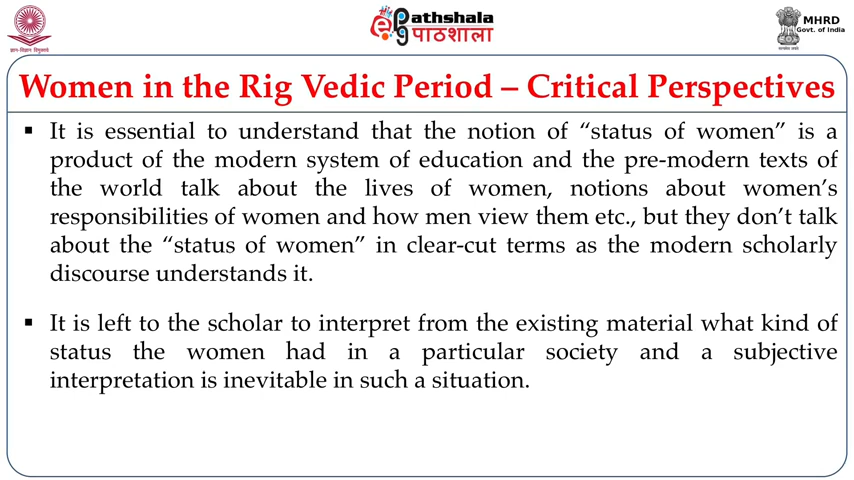 ePathshala
पाठशाला
MHRD
Govt. of India
ज्ञान-विज्ञान विमुक्तये
Women in the Rig Vedic Period – Critical Perspectives
▪ It is essential to understand that the notion of “status of women” is a
product of the modern system of education and the pre-modern texts of
the world talk about the lives of women, notions about women’s
responsibilities of women and how men view them etc., but they don’t talk
about the “status of women” in clear-cut terms as the modern scholarly
discourse understands it.
▪ It is left to the scholar to interpret from the existing material what kind of
status the women had in a particular society and a subjective
interpretation is inevitable in such a situation.